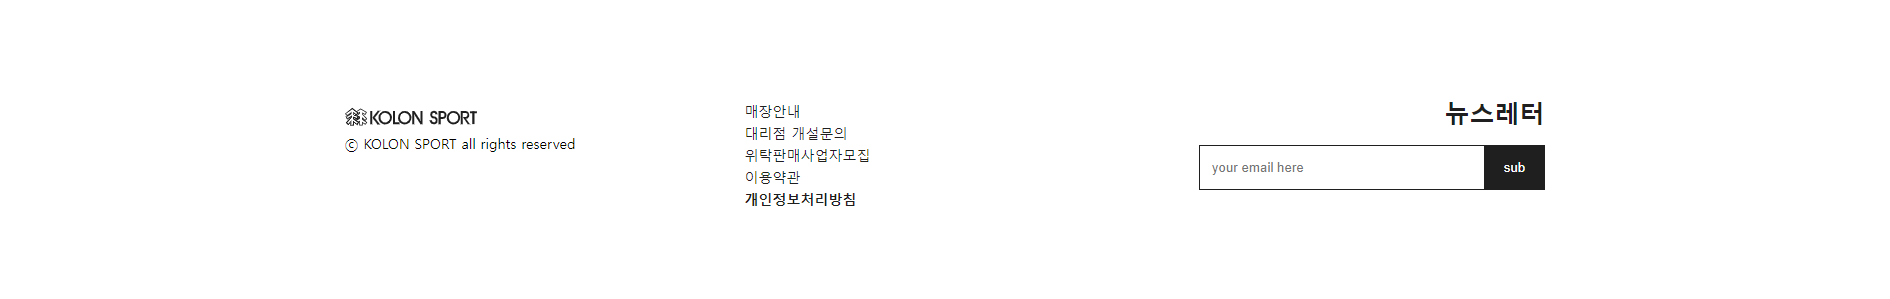 KOLON SPORT
ⓒ KOLON SPORT all rights reserved
매장안내
대리점 개설문의
위탁판매사업자모집
이용약관
개인정보처리방침
뉴스레터
your email here
sub